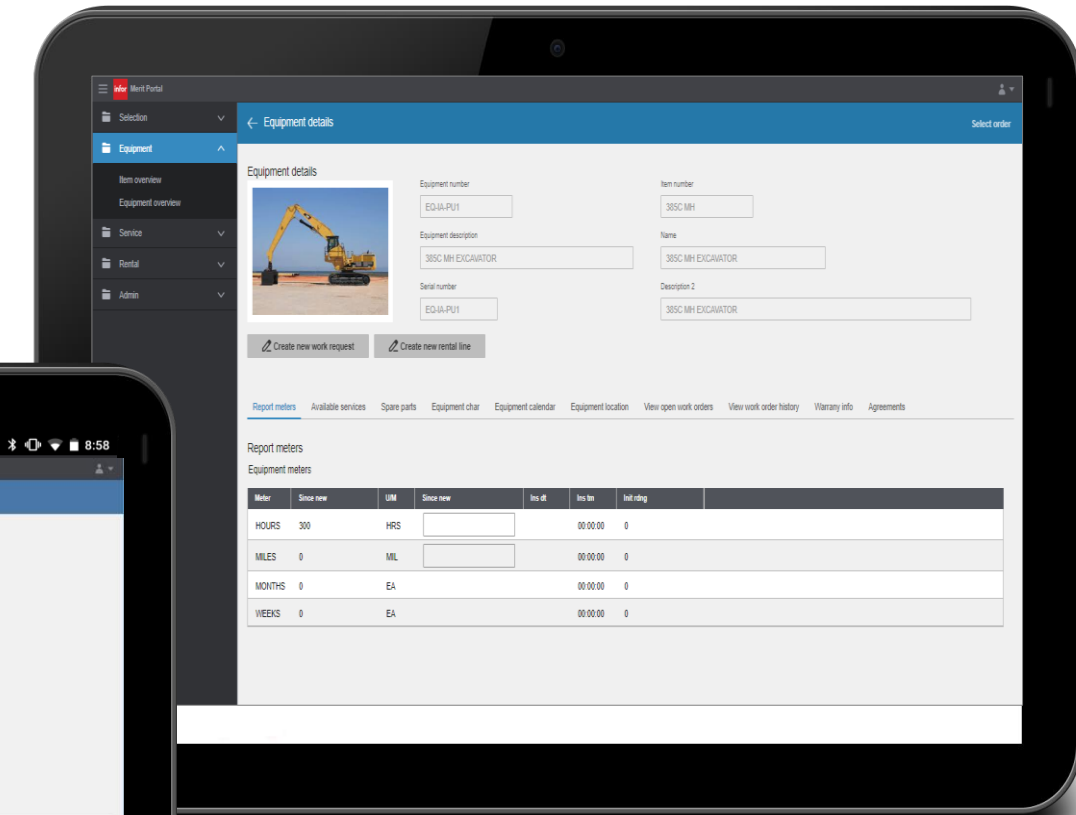 infor Merit Portal
Selection
Equipment
Item overview
Equipment overview
Service
Rental
Admin
← Equipment details
Select order
Equipment details
Equipment number
EQ-IA-PU1
Item number
385C MH
Equipment description
385C MH EXCAVATOR
Name
385C MH EXCAVATOR
Serial number
EQ-IA-PU1
Description 2
385C MH EXCAVATOR
Create new work request
Create new rental line
Report meters Available services Spare parts Equipment char Equipment calendar Equipment location View open work orders View work order history Warrany info Agreements
Report meters
Equipment meters
Meter Since new U/M Since new Ins dt Ins tm Init rdng
HOURS 300 HRS 00:00:00 0
MILES 0 MIL 00:00:00 0
MONTHS 0 EA 00:00:00 0
WEEKS 0 EA 00:00:00 0
8:58